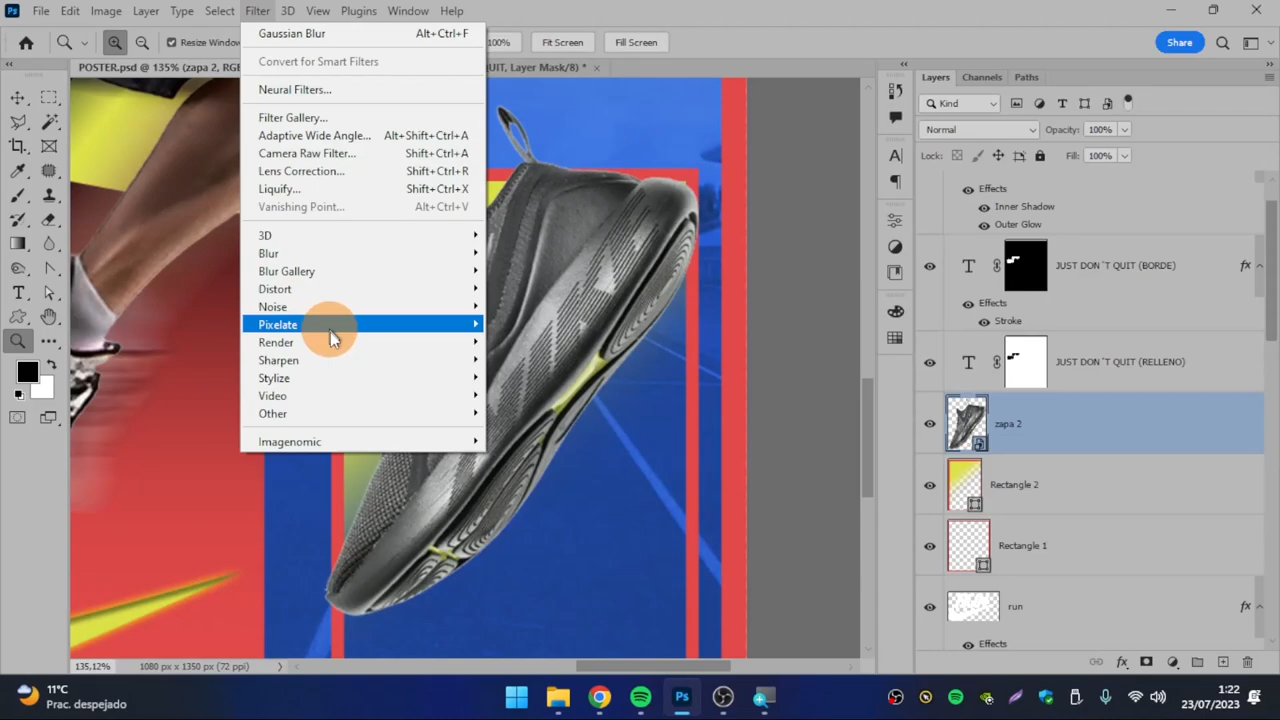 Ps File Edit Image Layer Type Select Filter 3D View Plugins Window Help
Resize Window 100% Fit Screen Fill Screen Share
POSTER.psd @ 135% (zapa 2, RGB QUIT, Layer Mask/8) *
Gaussian Blur Alt+Ctrl+F
Convert for Smart Filters
Neural Filters...
Filter Gallery...
Adaptive Wide Angle... Alt+Shift+Ctrl+A
Camera Raw Filter... Shift+Ctrl+A
Lens Correction... Shift+Ctrl+R
Liquify... Shift+Ctrl+X
Vanishing Point... Alt+Ctrl+V
3D
Blur
Blur Gallery
Distort
Noise
Pixelate
Render
Sharpen
Stylize
Video
Other
Imagenomic
Layers Channels Paths
Kind
Normal Opacity: 100%
Lock: Fill: 100%
Effects
Inner Shadow
Outer Glow
JUST DON´T QUIT (BORDE) fx
Effects
Stroke
JUST DON´T QUIT (RELLENO)
zapa 2
Rectangle 2
Rectangle 1
run fx
Effects
135,12% 1080 px x 1350 px (72 ppi)
11°C
Prac. despejado
Ps
1:22
23/07/2023